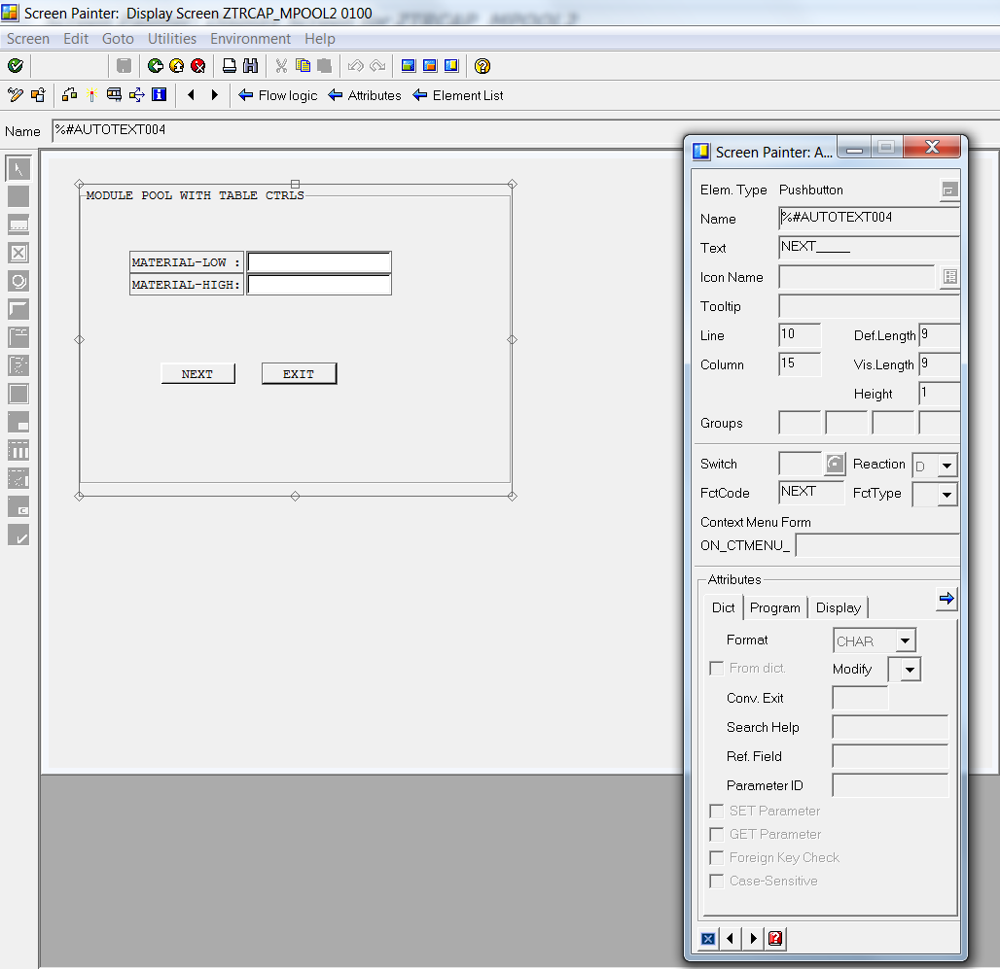 Screen Painter: Display Screen ZTRCAP_MPOOL2 0100
Screen Edit Goto Utilities Environment Help
Flow logic Attributes Element List
Name %#AUTOTEXT004
MODULE POOL WITH TABLE CTRLS
MATERIAL-LOW :
MATERIAL-HIGH:
NEXT EXIT
Screen Painter: A...
Elem. Type Pushbutton
Name %#AUTOTEXT004
Text NEXT_____
Icon Name
Tooltip
Line 10 Def.Length 9
Column 15 Vis.Length 9
Height 1
Groups
Switch Reaction D
FctCode NEXT FctType
Context Menu Form
ON_CTMENU_
Attributes
Dict Program Display
Format CHAR
From dict. Modify
Conv. Exit
Search Help
Ref. Field
Parameter ID
SET Parameter
GET Parameter
Foreign Key Check
Case-Sensitive